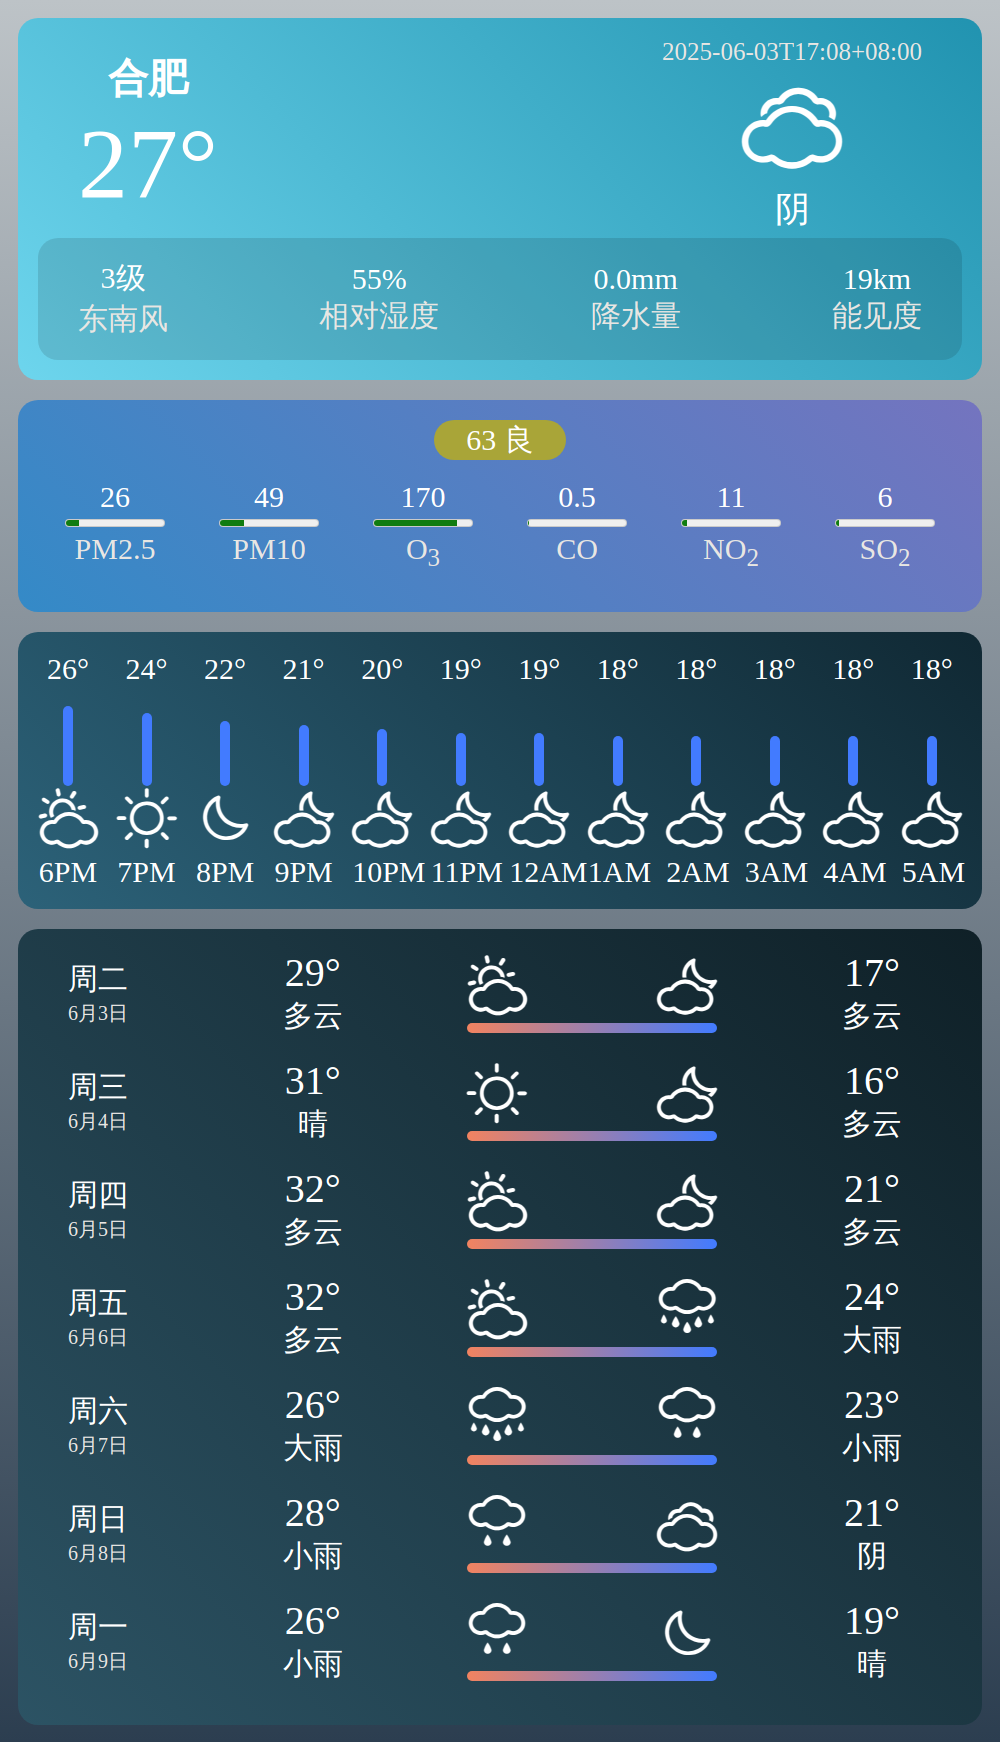 合肥
2025-06-03T17:08+08:00
27°
阴
3级 55% 0.0mm 19km
东南风 相对湿度 降水量 能见度
63 良
26 49 170 0.5 11 6
PM2.5 PM10 O3 CO NO2 SO2
26° 24° 22° 21° 20° 19° 19° 18° 18° 18° 18° 18°
6PM 7PM 8PM 9PM 10PM 11PM 12AM 1AM 2AM 3AM 4AM 5AM
周二 29° 17°
6月3日 多云 多云
周三 31° 16°
6月4日 晴 多云
周四 32° 21°
6月5日 多云 多云
周五 32° 24°
6月6日 多云 大雨
周六 26° 23°
6月7日 大雨 小雨
周日 28° 21°
6月8日 小雨 阴
周一 26° 19°
6月9日 小雨 晴